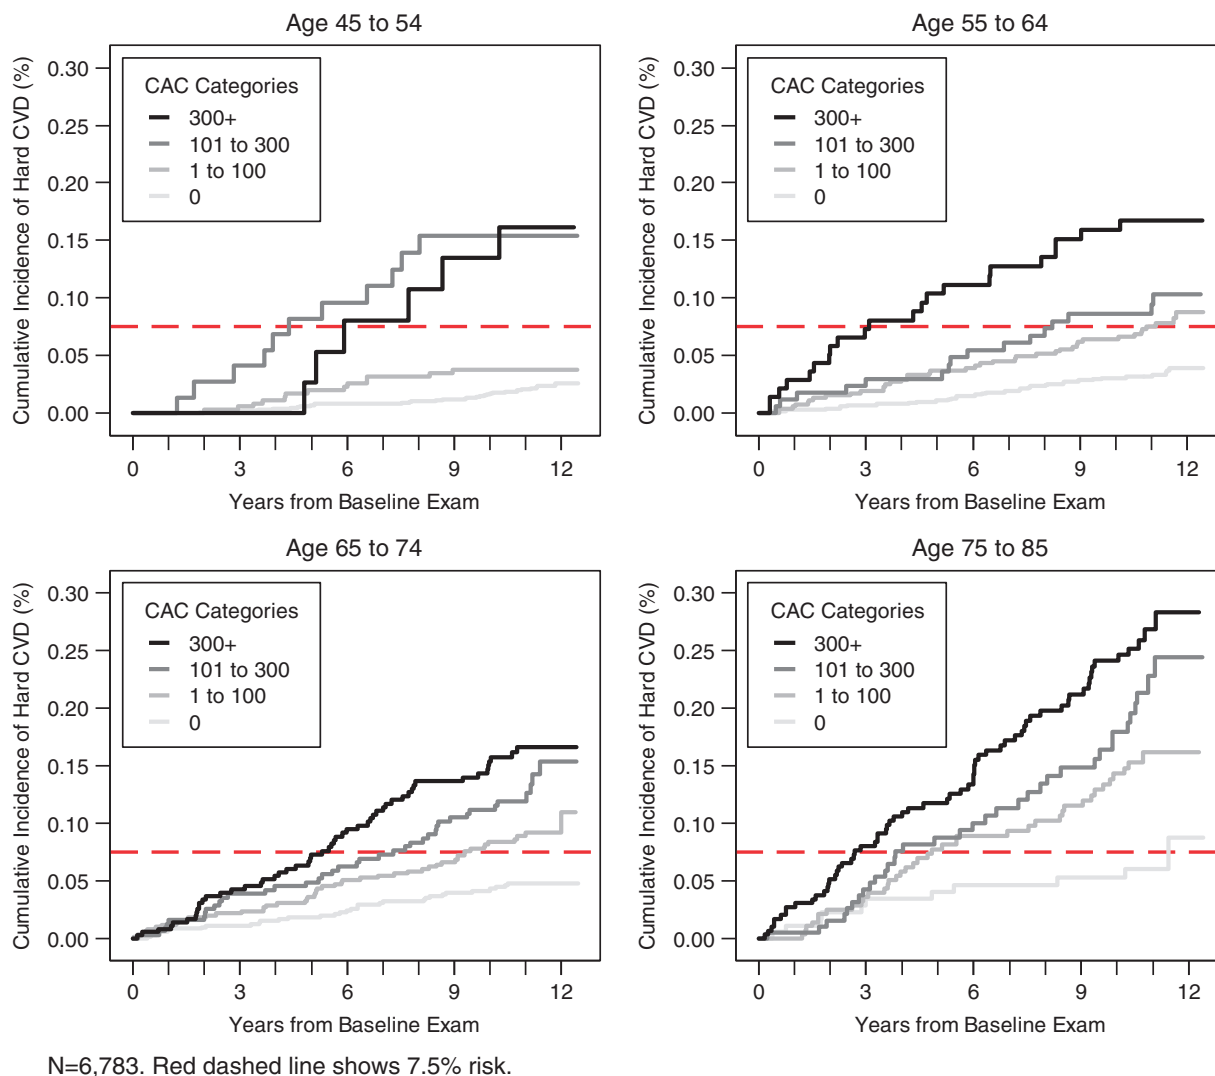 Age 45 to 54
Cumulative Incidence of Hard CVD (%)
0.30
0.25
0.20
0.15
0.10
0.05
0.00
CAC Categories
300+
101 to 300
1 to 100
0
0 3 6 9 12
Years from Baseline Exam
Age 55 to 64
Cumulative Incidence of Hard CVD (%)
0.30
0.25
0.20
0.15
0.10
0.05
0.00
CAC Categories
300+
101 to 300
1 to 100
0
0 3 6 9 12
Years from Baseline Exam
Age 65 to 74
Cumulative Incidence of Hard CVD (%)
0.30
0.25
0.20
0.15
0.10
0.05
0.00
CAC Categories
300+
101 to 300
1 to 100
0
0 3 6 9 12
Years from Baseline Exam
Age 75 to 85
Cumulative Incidence of Hard CVD (%)
0.30
0.25
0.20
0.15
0.10
0.05
0.00
CAC Categories
300+
101 to 300
1 to 100
0
0 3 6 9 12
Years from Baseline Exam
N=6,783. Red dashed line shows 7.5% risk.